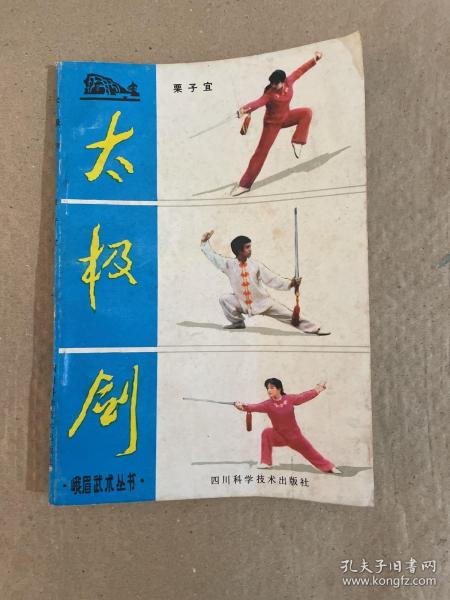 栗子宜
太
极
剑
·峨眉武术丛书·
四川科学技术出版社
孔夫子旧书网
www.kongfz.com